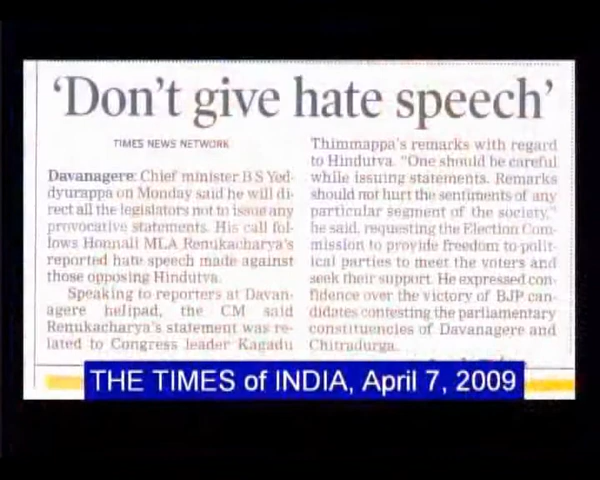 'Don't give hate speech'
TIMES NEWS NETWORK
Davanagere: Chief minister B S Yed-
dyurappa on Monday said he will di-
rect all the legislators not to issue any
provocative statements. His call fol-
lows Honnali MLA Renukacharya's
reported hate speech made against
those opposing Hindutva.
Speaking to reporters at Davan-
agere helipad, the CM said
Renukacharya's statement was re-
lated to Congress leader Kagadu
Thimmappa's remarks with regard
to Hindutva. "One should be careful
while issuing statements. Remarks
should not hurt the sentiments of any
particular segment of the society,"
he said, requesting the Election Com-
mission to provide freedom to polit-
ical parties to meet the voters and
seek their support. He expressed con-
fidence over the victory of BJP can-
didates contesting the parliamentary
constituencies of Davanagere and
Chitradurga.
THE TIMES of INDIA, April 7, 2009